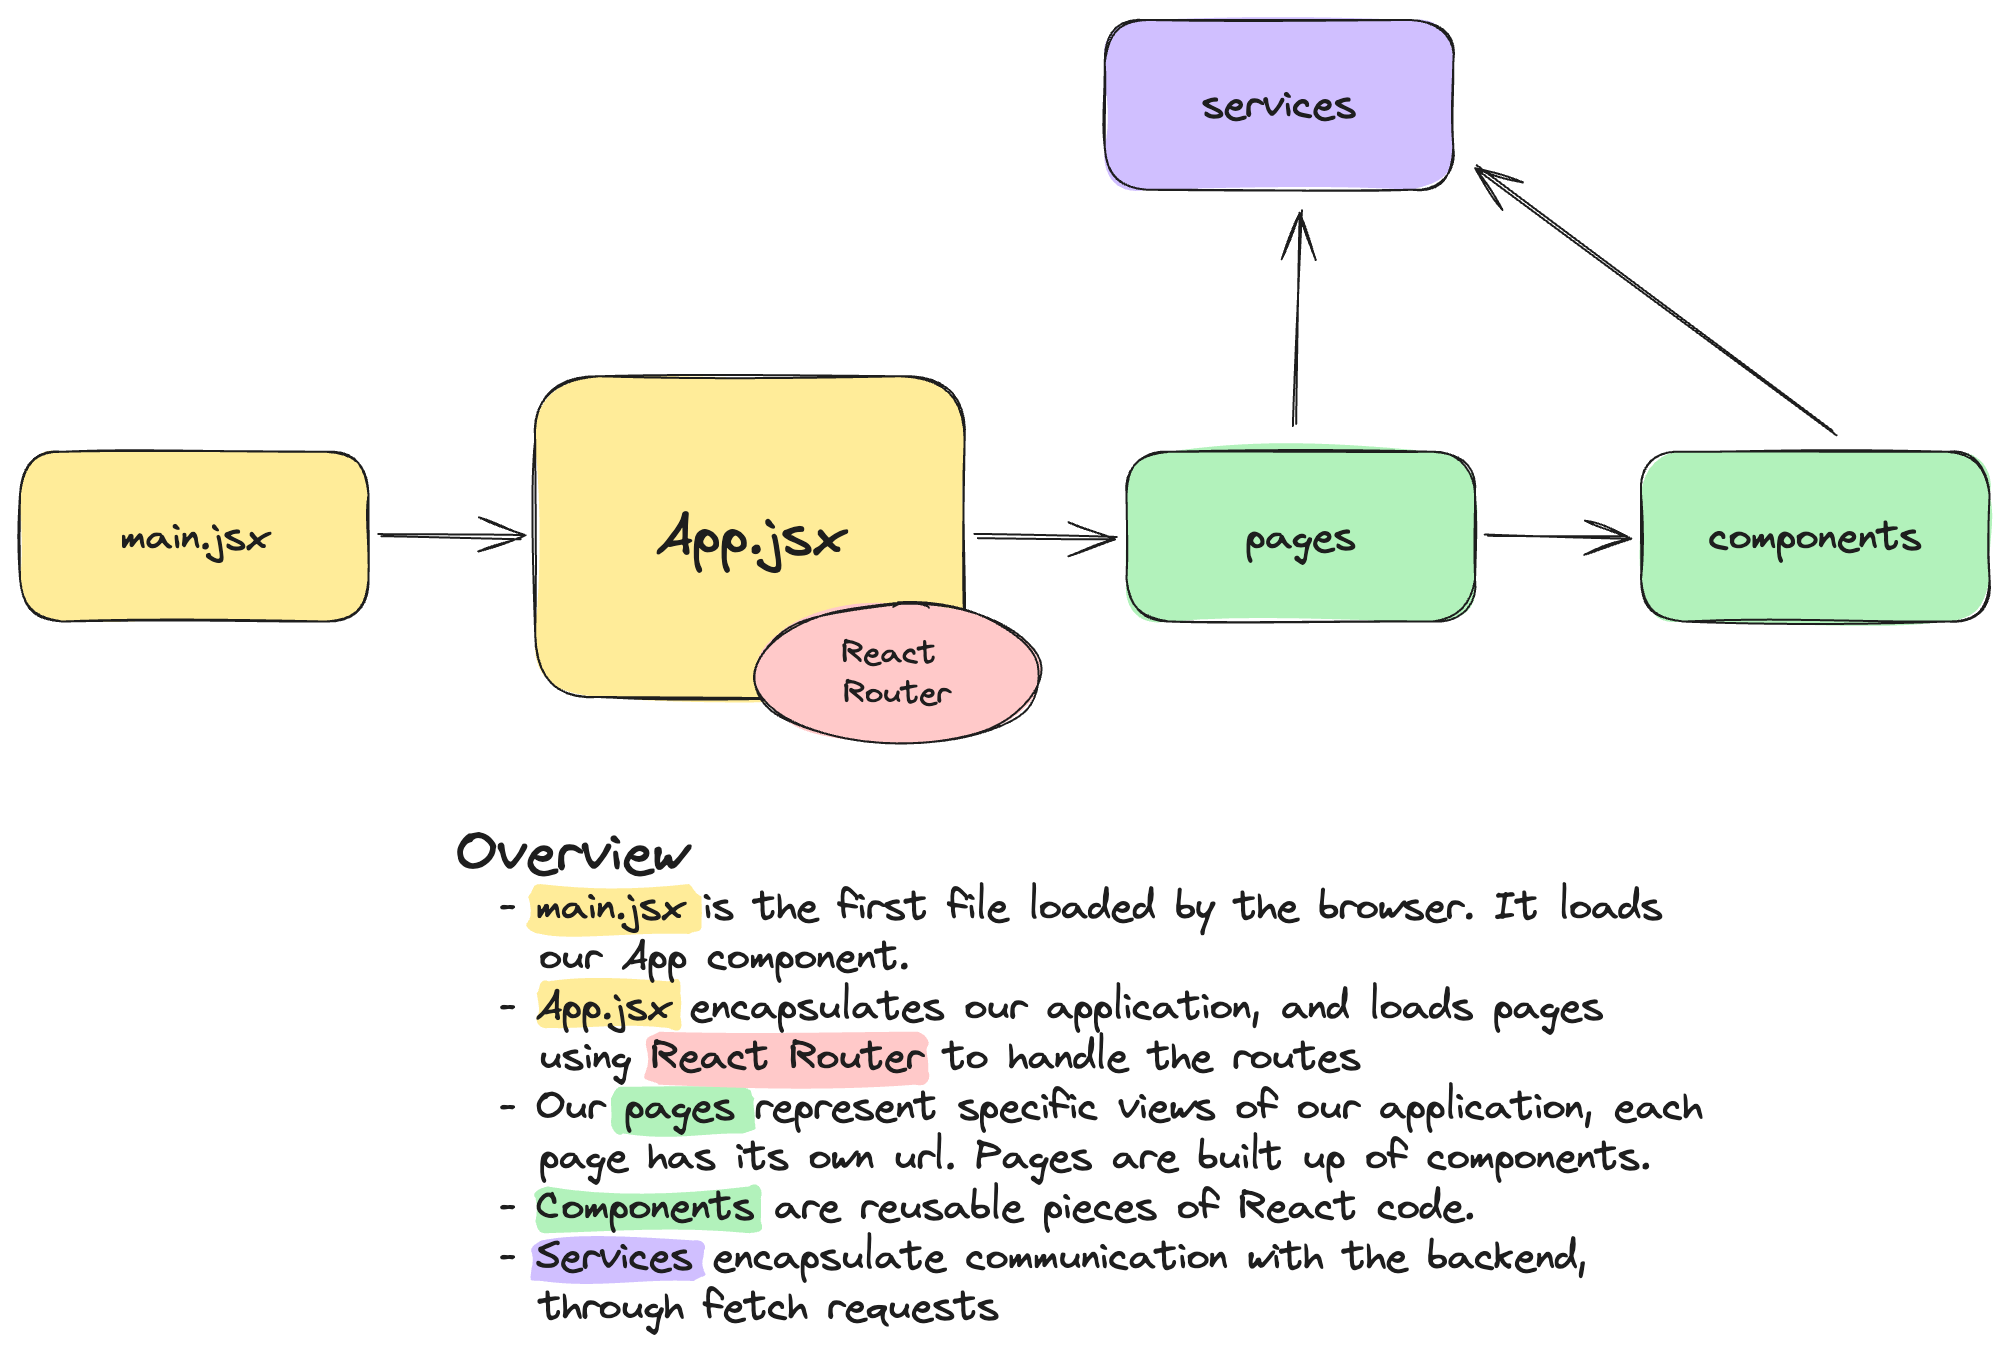 services
main.jsx
App.jsx
pages
components
React
Router
Overview
- main.jsx is the first file loaded by the browser. It loads
our App component.
- App.jsx encapsulates our application, and loads pages
using React Router to handle the routes
- Our pages represent specific views of our application, each
page has its own url. Pages are built up of components.
- Components are reusable pieces of React code.
- Services encapsulate communication with the backend,
through fetch requests